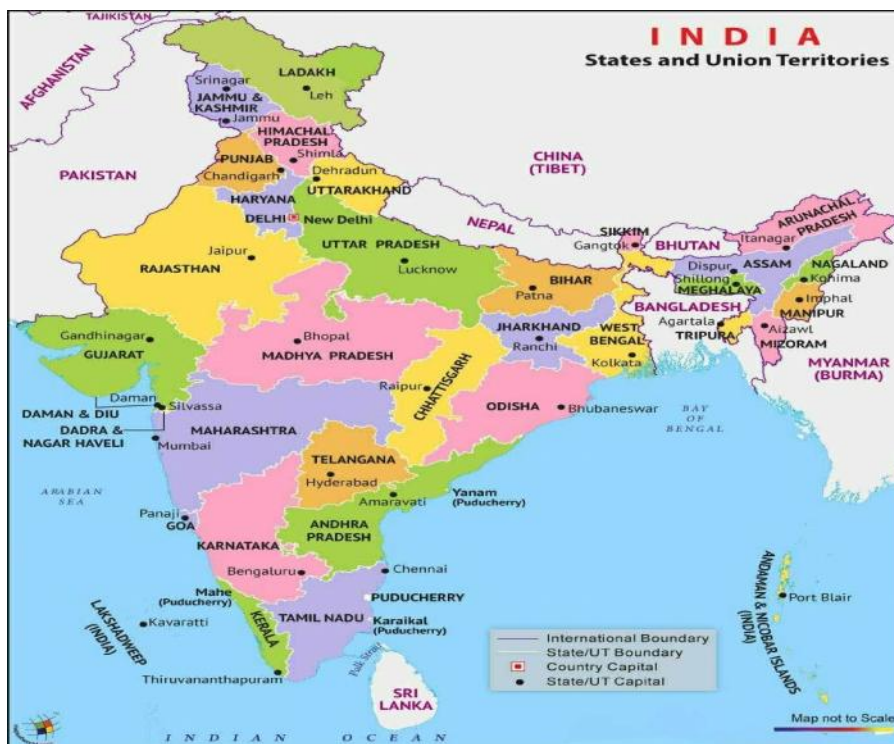 TAJIKISTAN
INDIA
States and Union Territories
AFGHANISTAN
LADAKH
Srinagar
Leh
JAMMU &
KASHMIR
Jammu
HIMACHAL
PRADESH
Shimla
PUNJAB
Chandigarh
Dehradun
UTTARAKHAND
CHINA
(TIBET)
PAKISTAN
HARYANA
DELHI
New Delhi
NEPAL
UTTAR PRADESH
Lucknow
SIKKIM
Gangtok
BHUTAN
ARUNACHAL
PRADESH
Itanagar
Jaipur
RAJASTHAN
BIHAR
Patna
Dispur
ASSAM
NAGALAND
Shillong
MEGHALAYA
Kohima
Imphal
MANIPUR
BANGLADESH
Agartala
TRIPURA
Aizawl
MIZORAM
MYANMAR
(BURMA)
Gandhinagar
GUJARAT
Bhopal
MADHYA PRADESH
JHARKHAND
Ranchi
WEST
BENGAL
Kolkata
Raipur
CHHATTISGARH
ODISHA
Bhubaneswar
BAY
OF
BENGAL
Daman
Silvassa
DAMAN & DIU
DADRA &
NAGAR HAVELI
MAHARASHTRA
Mumbai
TELANGANA
Hyderabad
ARABIAN
SEA
Amaravati
Yanam
(Puducherry)
Panaji
GOA
ANDHRA
PRADESH
KARNATAKA
Bengaluru
Chennai
Mahe
(Puducherry)
PUDUCHERRY
TAMIL NADU
Karaikal
(Puducherry)
KERALA
LAKSHADWEEP
(INDIA)
Kavaratti
Thiruvananthapuram
Palk Strait
SRI
LANKA
ANDAMAN & NICOBAR ISLANDS
(INDIA)
Port Blair
International Boundary
State/UT Boundary
Country Capital
State/UT Capital
Map not to Scale
INDIAN OCEAN